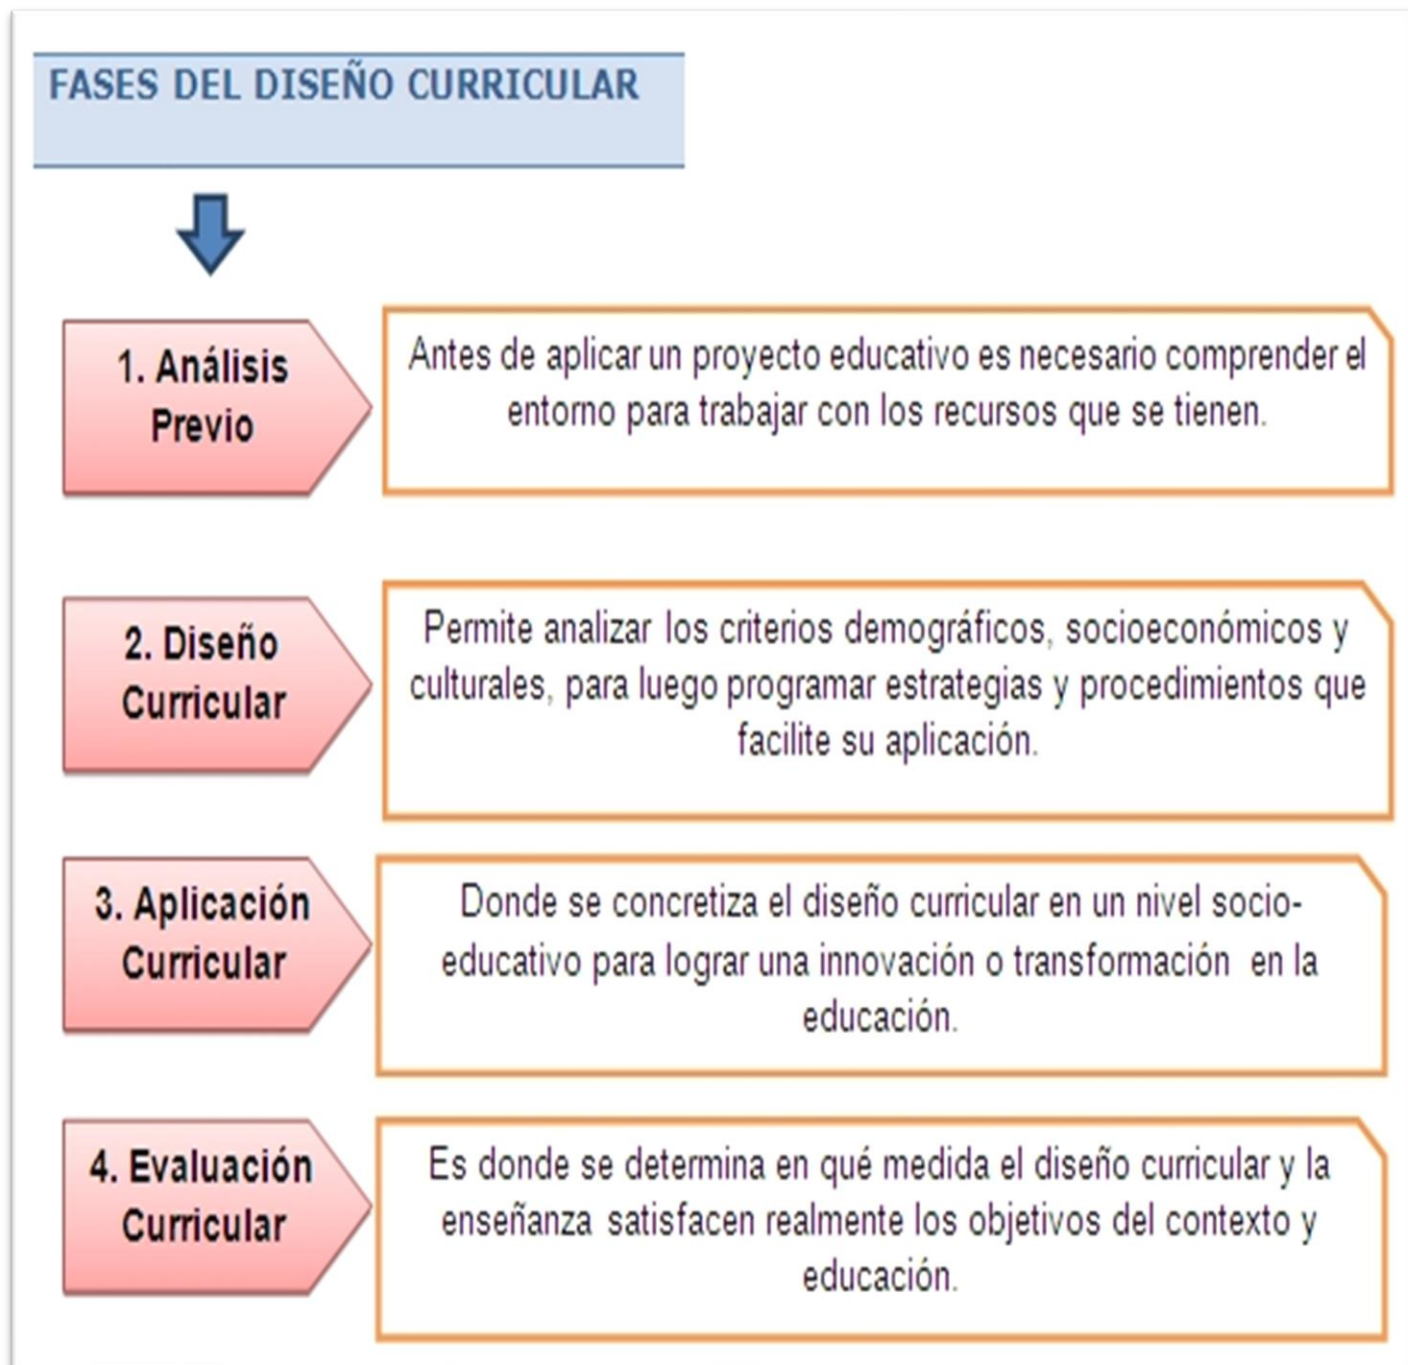 FASES DEL DISEÑO CURRICULAR
1. Análisis
Previo
Antes de aplicar un proyecto educativo es necesario comprender el
entorno para trabajar con los recursos que se tienen.
2. Diseño
Curricular
Permite analizar los criterios demográficos, socioeconómicos y
culturales, para luego programar estrategias y procedimientos que
facilite su aplicación.
3. Aplicación
Curricular
Donde se concretiza el diseño curricular en un nivel socio-
educativo para lograr una innovación o transformación en la
educación.
4. Evaluación
Curricular
Es donde se determina en qué medida el diseño curricular y la
enseñanza satisfacen realmente los objetivos del contexto y
educación.